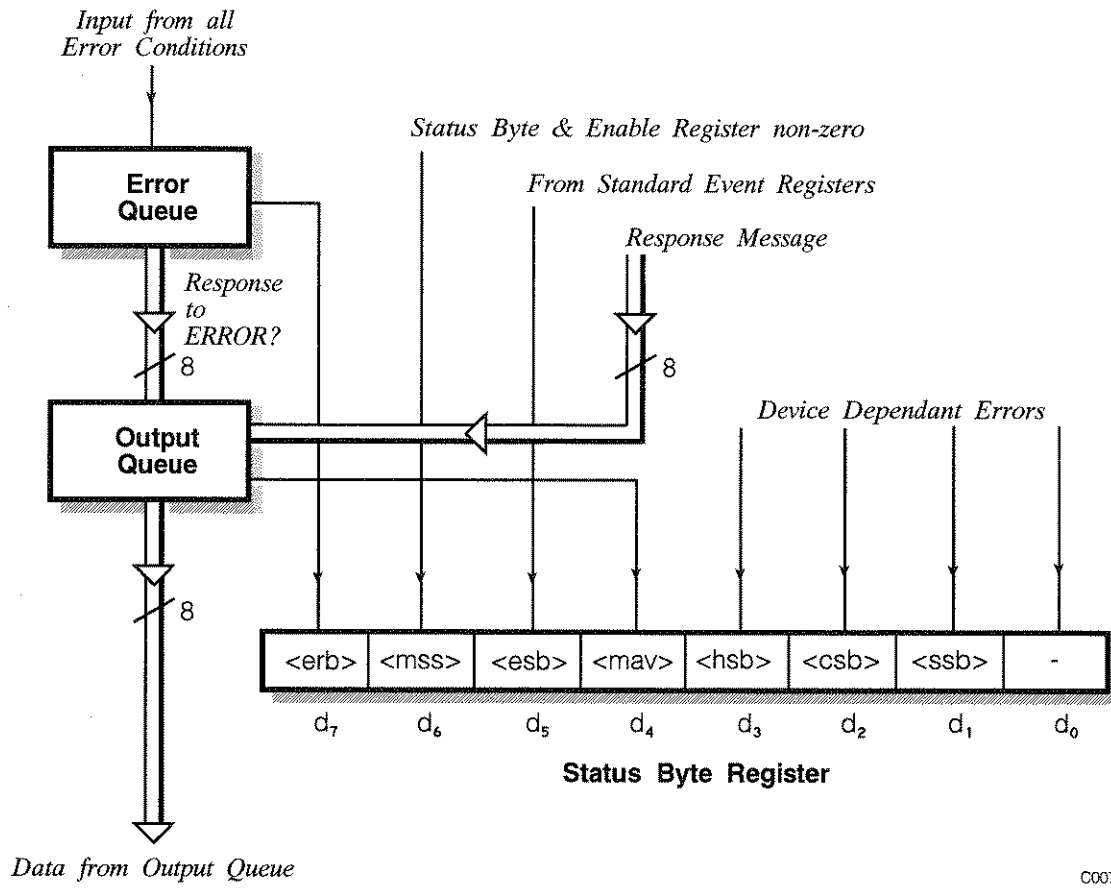 Input from all
Error Conditions
Status Byte & Enable Register non-zero
Error
Queue
From Standard Event Registers
Response Message
Response
to
ERROR?
8
8
Device Dependant Errors
Output
Queue
8
<erb> <mss> <esb> <mav> <hsb> <csb> <ssb> -
d₇ d₆ d₅ d₄ d₃ d₂ d₁ d₀
Status Byte Register
Data from Output Queue